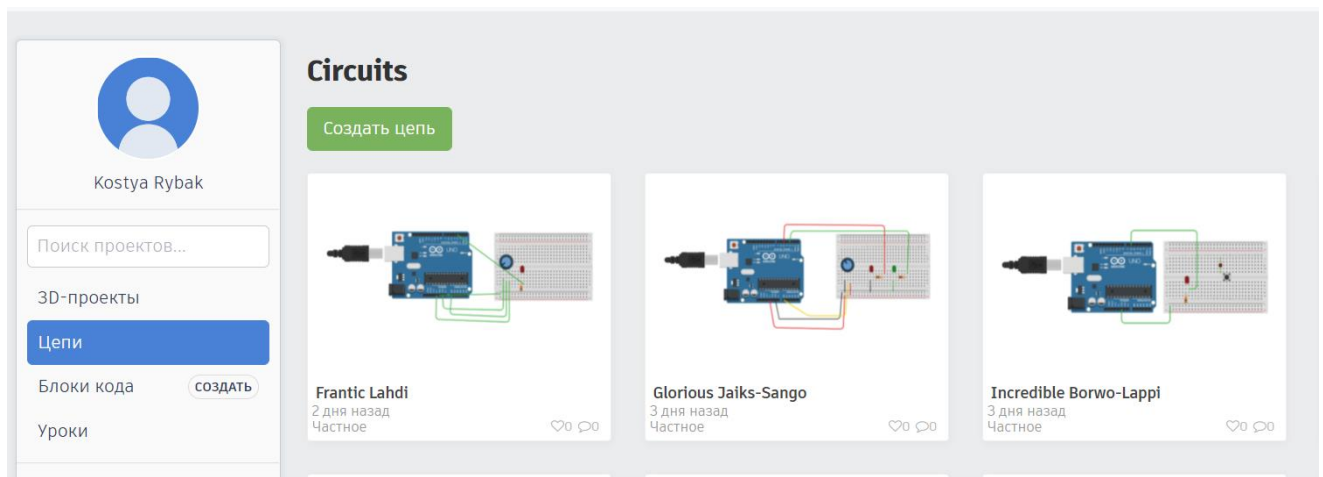 Kostya Rybak
Поиск проектов...
3D-проекты
Цепи
Блоки кода СОЗДАТЬ
Уроки
Circuits
Создать цепь
Frantic Lahdi
2 дня назад
Частное 0 0
Glorious Jaiks-Sango
3 дня назад
Частное 0 0
Incredible Borwo-Lappi
3 дня назад
Частное 0 0